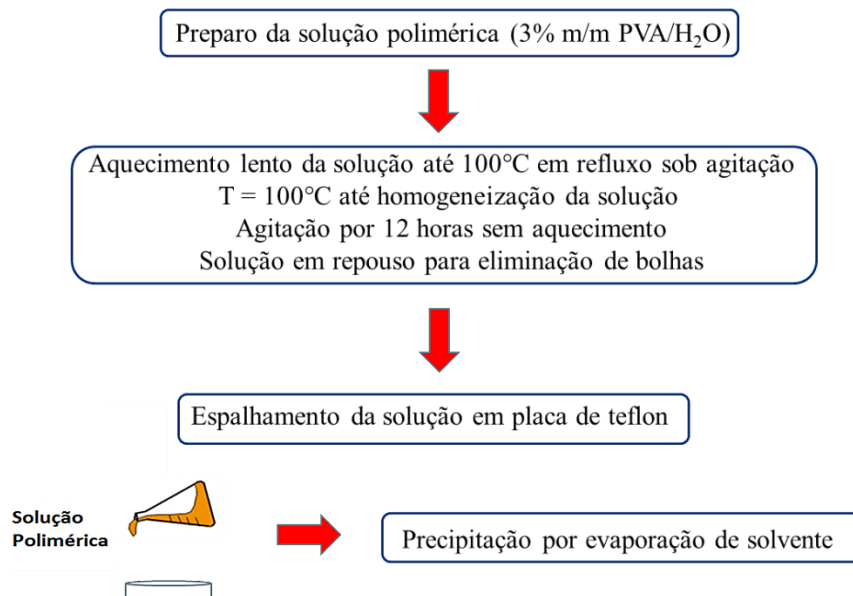 Preparo da solução polimérica (3% m/m PVA/H₂O)
Aquecimento lento da solução até 100°C em refluxo sob agitação
T = 100°C até homogeneização da solução
Agitação por 12 horas sem aquecimento
Solução em repouso para eliminação de bolhas
Espalhamento da solução em placa de teflon
Solução
Polimérica
Precipitação por evaporação de solvente